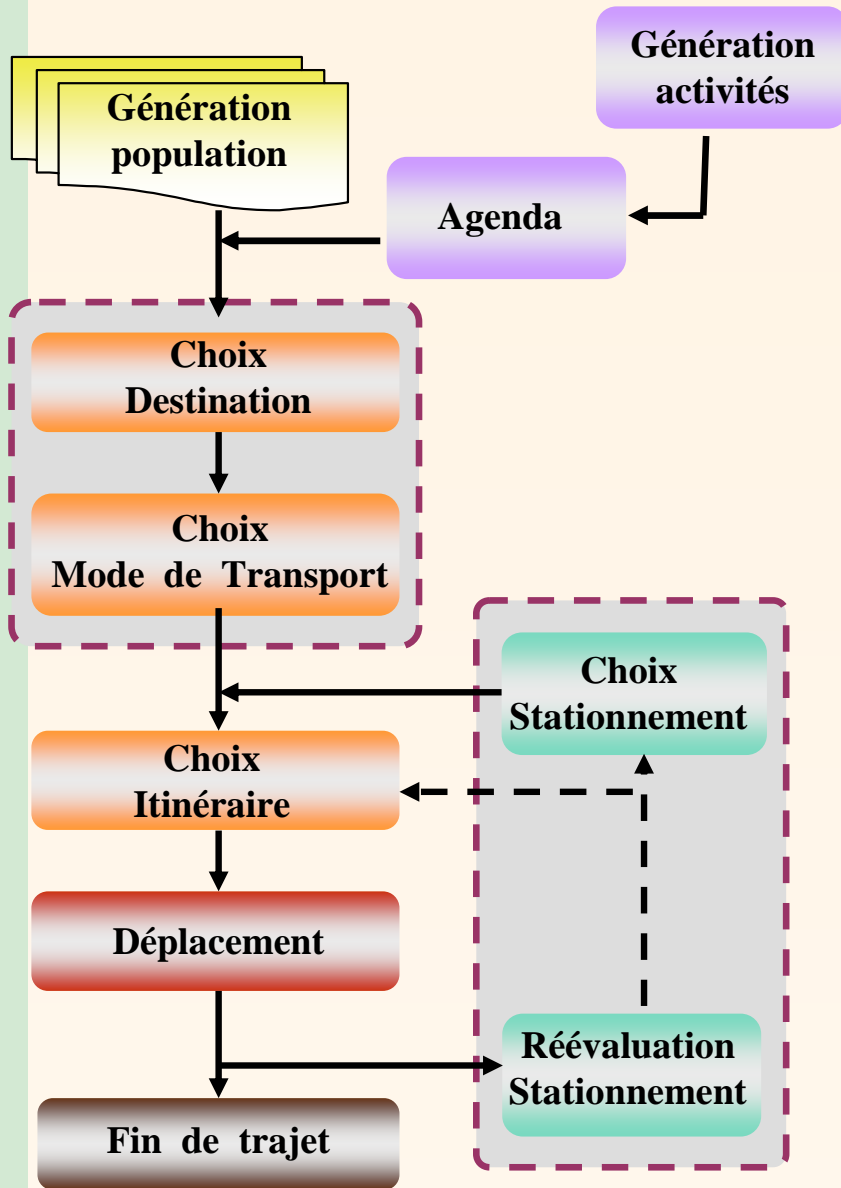 Génération
activités
Génération
population
Agenda
Choix
Destination
Choix
Mode de Transport
Choix
Stationnement
Choix
Itinéraire
Déplacement
Réévaluation
Stationnement
Fin de trajet